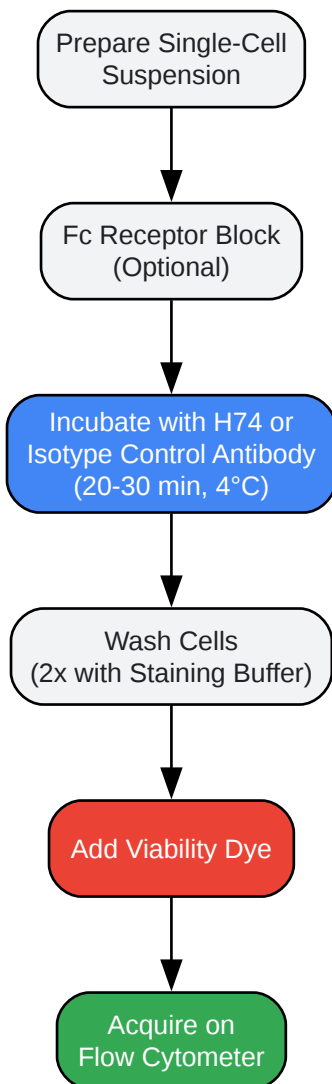 Prepare Single-Cell
Suspension
Fc Receptor Block
(Optional)
Incubate with H74 or
Isotype Control Antibody
(20-30 min, 4°C)
Wash Cells
(2x with Staining Buffer)
Add Viability Dye
Acquire on
Flow Cytometer